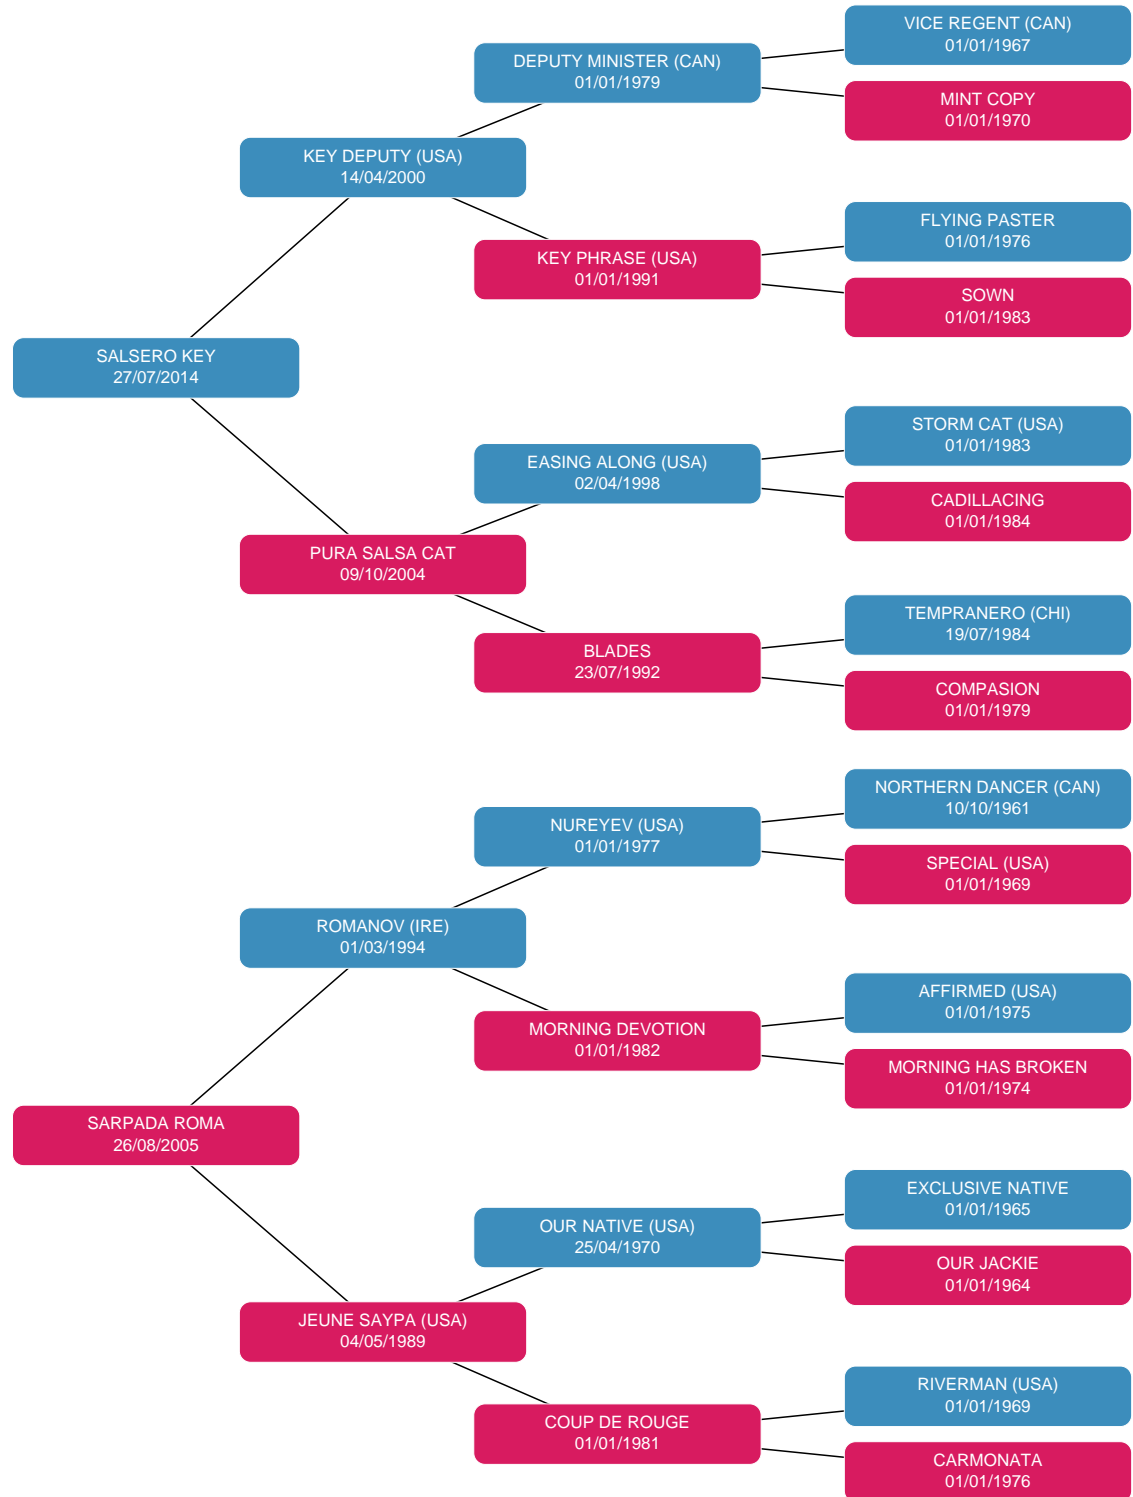 VICE REGENT (CAN)
01/01/1967
DEPUTY MINISTER (CAN)
01/01/1979
MINT COPY
01/01/1970
KEY DEPUTY (USA)
14/04/2000
FLYING PASTER
01/01/1976
KEY PHRASE (USA)
01/01/1991
SOWN
01/01/1983
SALSERO KEY
27/07/2014
STORM CAT (USA)
01/01/1983
EASING ALONG (USA)
02/04/1998
CADILLACING
01/01/1984
PURA SALSA CAT
09/10/2004
TEMPRANERO (CHI)
19/07/1984
BLADES
23/07/1992
COMPASION
01/01/1979
NORTHERN DANCER (CAN)
10/10/1961
NUREYEV (USA)
01/01/1977
SPECIAL (USA)
01/01/1969
ROMANOV (IRE)
01/03/1994
AFFIRMED (USA)
01/01/1975
MORNING DEVOTION
01/01/1982
MORNING HAS BROKEN
01/01/1974
SARPADA ROMA
26/08/2005
EXCLUSIVE NATIVE
01/01/1965
OUR NATIVE (USA)
25/04/1970
OUR JACKIE
01/01/1964
JEUNE SAYPA (USA)
04/05/1989
RIVERMAN (USA)
01/01/1969
COUP DE ROUGE
01/01/1981
CARMONATA
01/01/1976